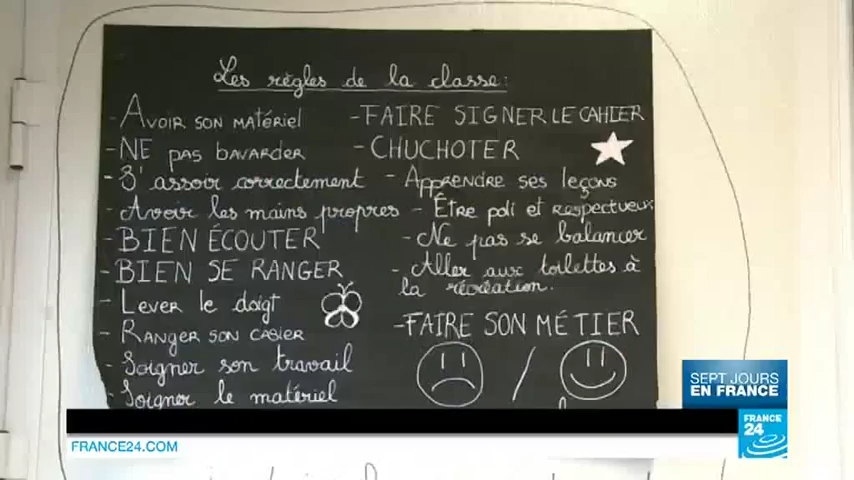 Les règles de la classe:
- Avoir son matériel
- NE pas bavarder
- S'assoir correctement
- Avoir les mains propres
- BIEN ÉCOUTER
- BIEN SE RANGER
- Lever le doigt
- Ranger son casier
- Soigner son travail
- Soigner le matériel
- FAIRE SIGNER LE CAHIER
- CHUCHOTER
- Apprendre ses leçons
- Être poli et respectueux
- Ne pas se balancer
- Aller aux toilettes à
la récréation.
- FAIRE SON MÉTIER
SEPT JOURS
EN FRANCE
FRANCE
24
FRANCE24.COM